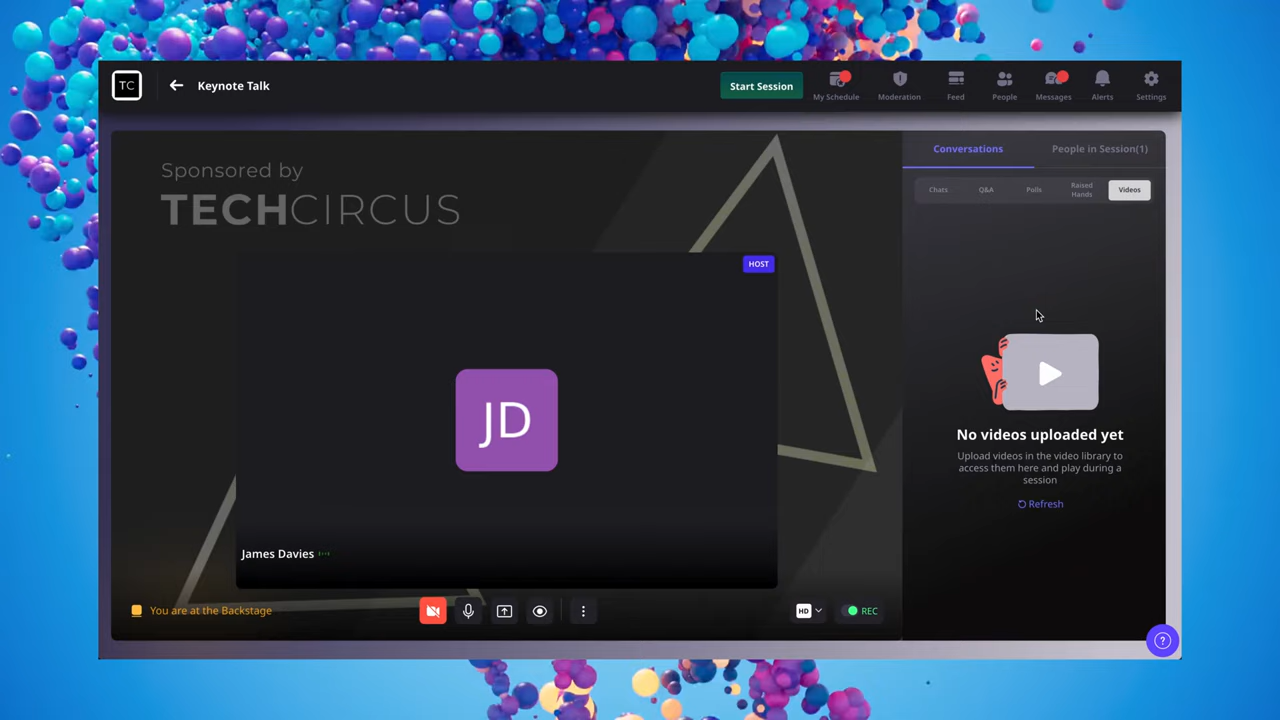 TC
Keynote Talk
Start Session
My Schedule
Moderation
Feed
People
Messages
Alerts
Settings
Sponsored by
TECHCIRCUS
HOST
JD
James Davies
You are at the Backstage
HD
REC
Conversations
People in Session(1)
Chats
Q&A
Polls
Raised
Hands
Videos
No videos uploaded yet
Upload videos in the video library to
access them here and play during a
session
Refresh
?